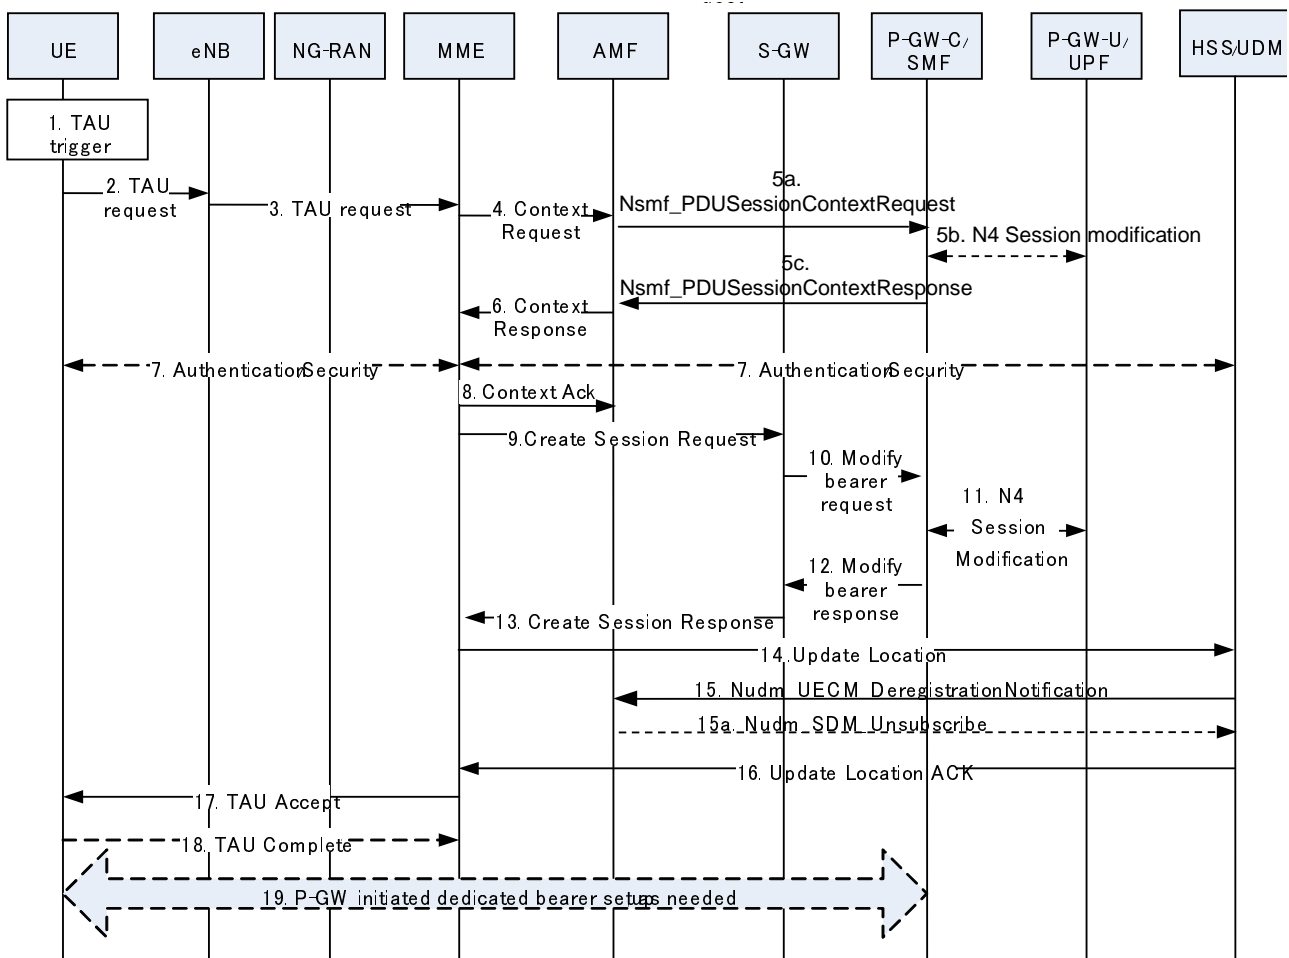 UE
eNB
NG-RAN
MME
AMF
S-GW
P-GW-C/
SMF
P-GW-U/
UPF
HSS/UDM
1. TAU
trigger
2. TAU
request
3. TAU request
4. Context
Request
5a.
Nsmf_PDUSessionContextRequest
5b. N4 Session modification
5c.
Nsmf_PDUSessionContextResponse
6. Context
Response
7. Authentication/Security
7. Authentication/Security
8. Context Ack
9.Create Session Request
10. Modify
bearer
request
11. N4
Session
Modification
12. Modify
bearer
response
13. Create Session Response
14.Update Location
15. Nudm_UECM_DeregistrationNotification
15a. Nudm_SDM_Unsubscribe
16. Update Location ACK
17. TAU Accept
18. TAU Complete
19. P-GW initiated dedicated bearer setup as needed